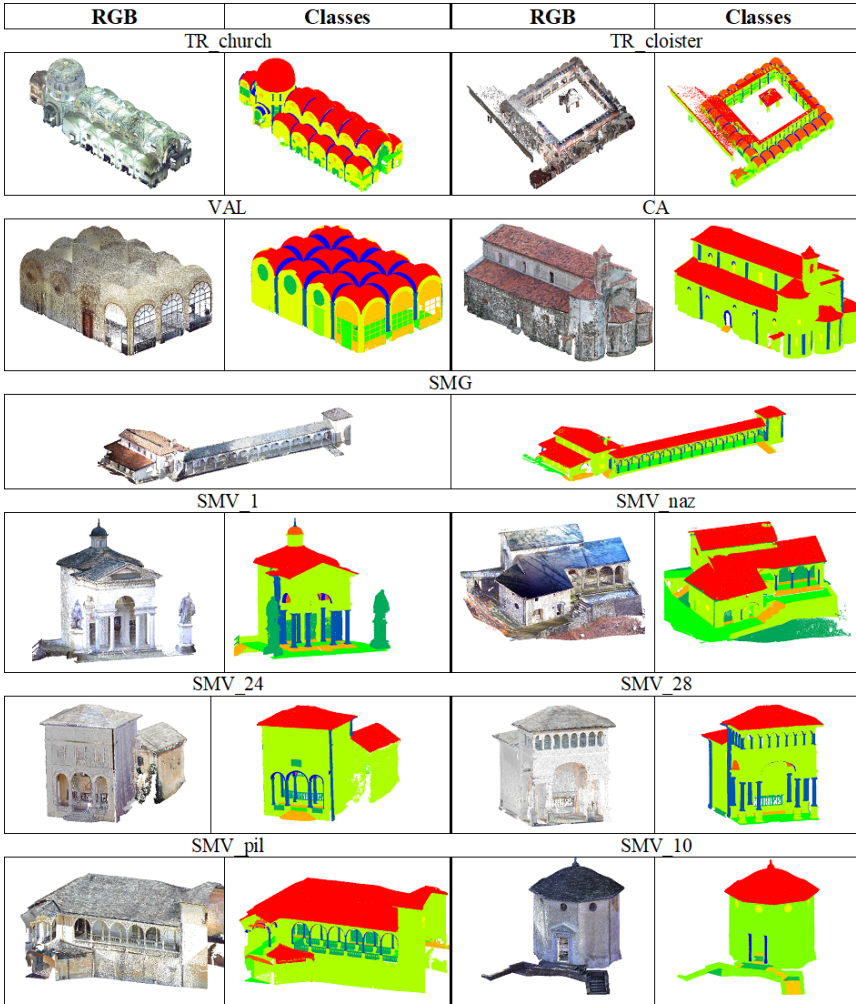 RGB Classes RGB Classes
TR_church TR_cloister
VAL CA
SMG
SMV_1 SMV_naz
SMV_24 SMV_28
SMV_pil SMV_10